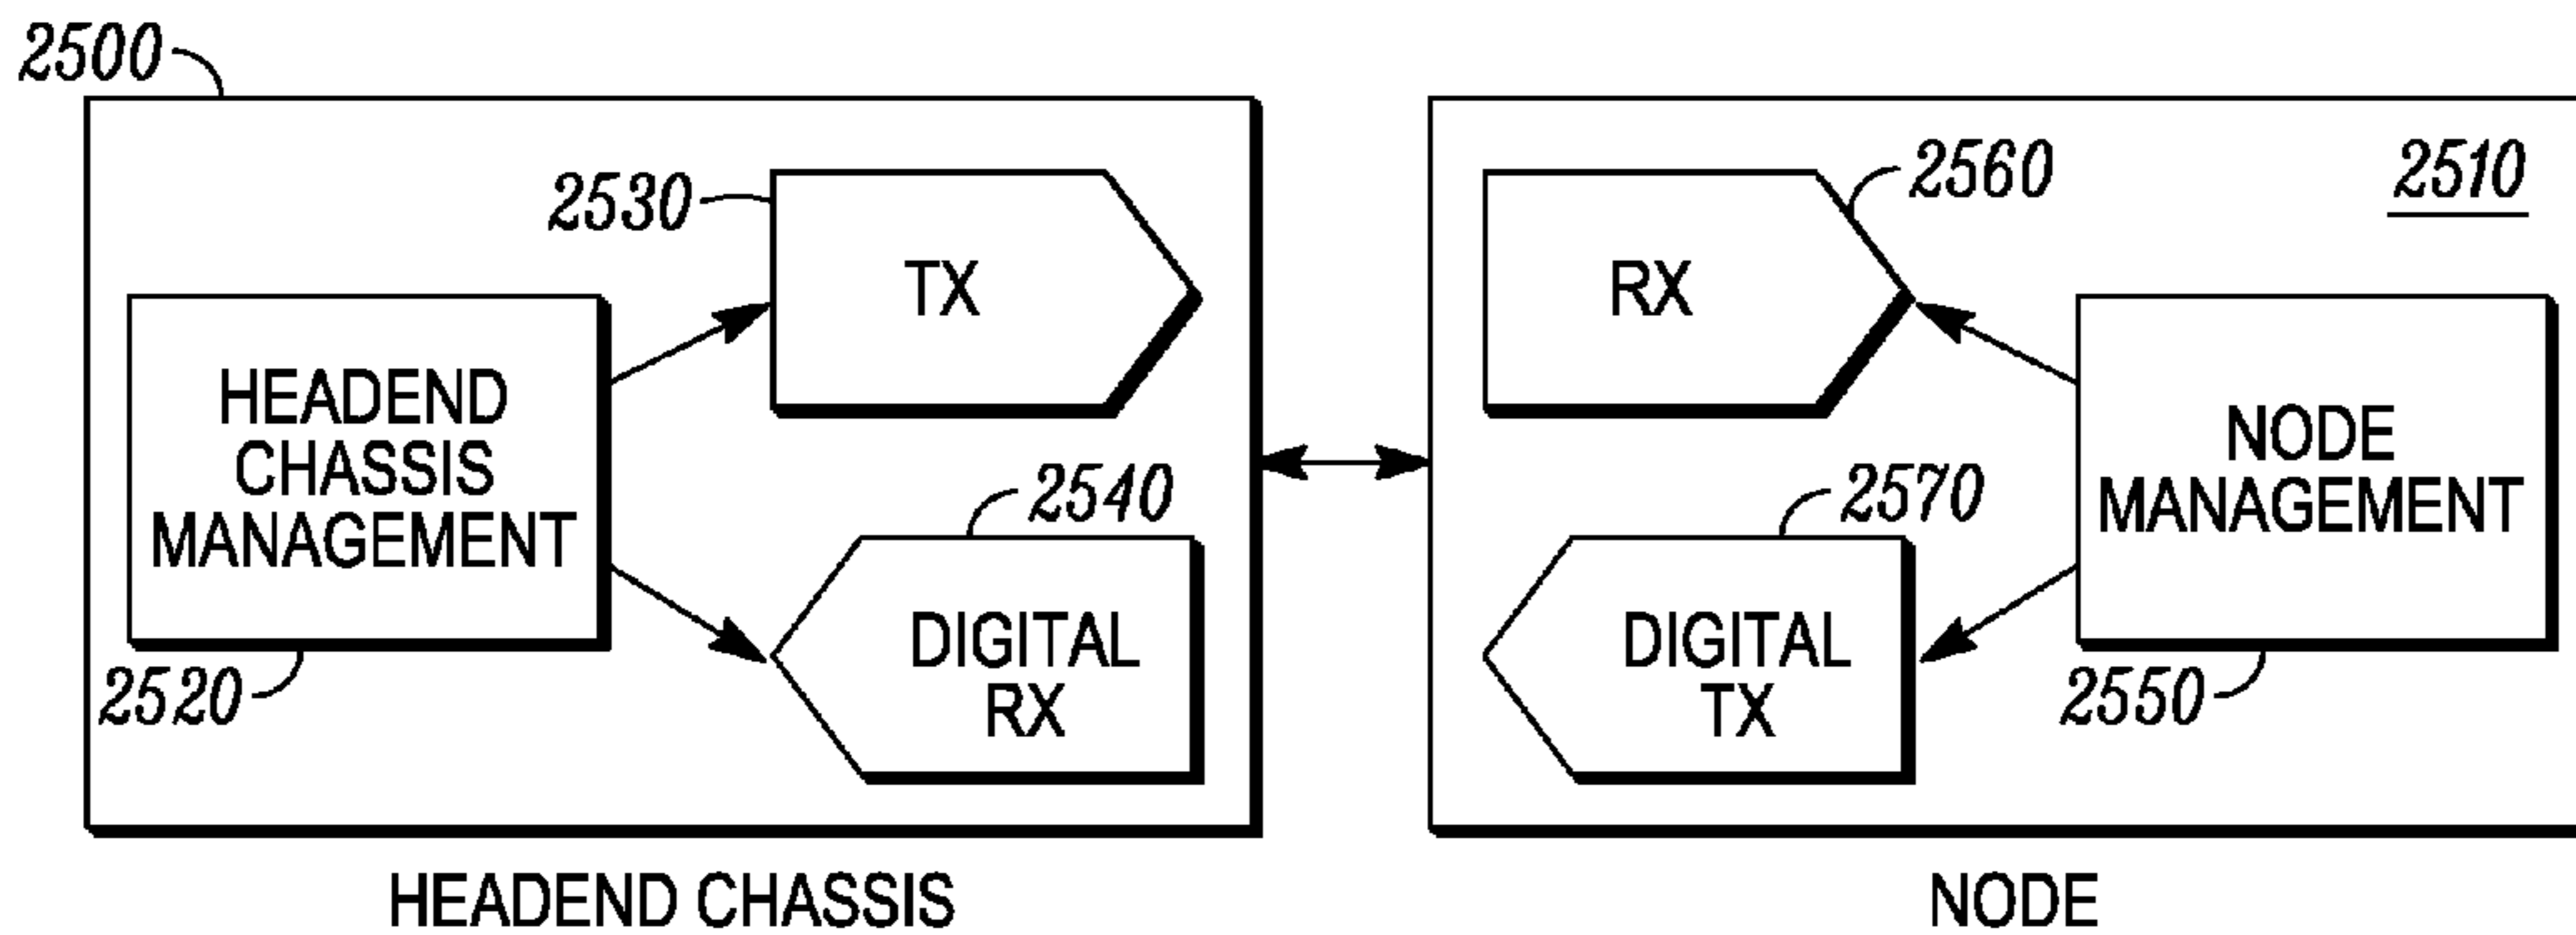 2500
2510
2530
TX
2560
RX
HEADEND
CHASSIS
MANAGEMENT
2520
2540
DIGITAL
RX
2570
DIGITAL
TX
NODE
MANAGEMENT
2550
HEADEND CHASSIS
NODE